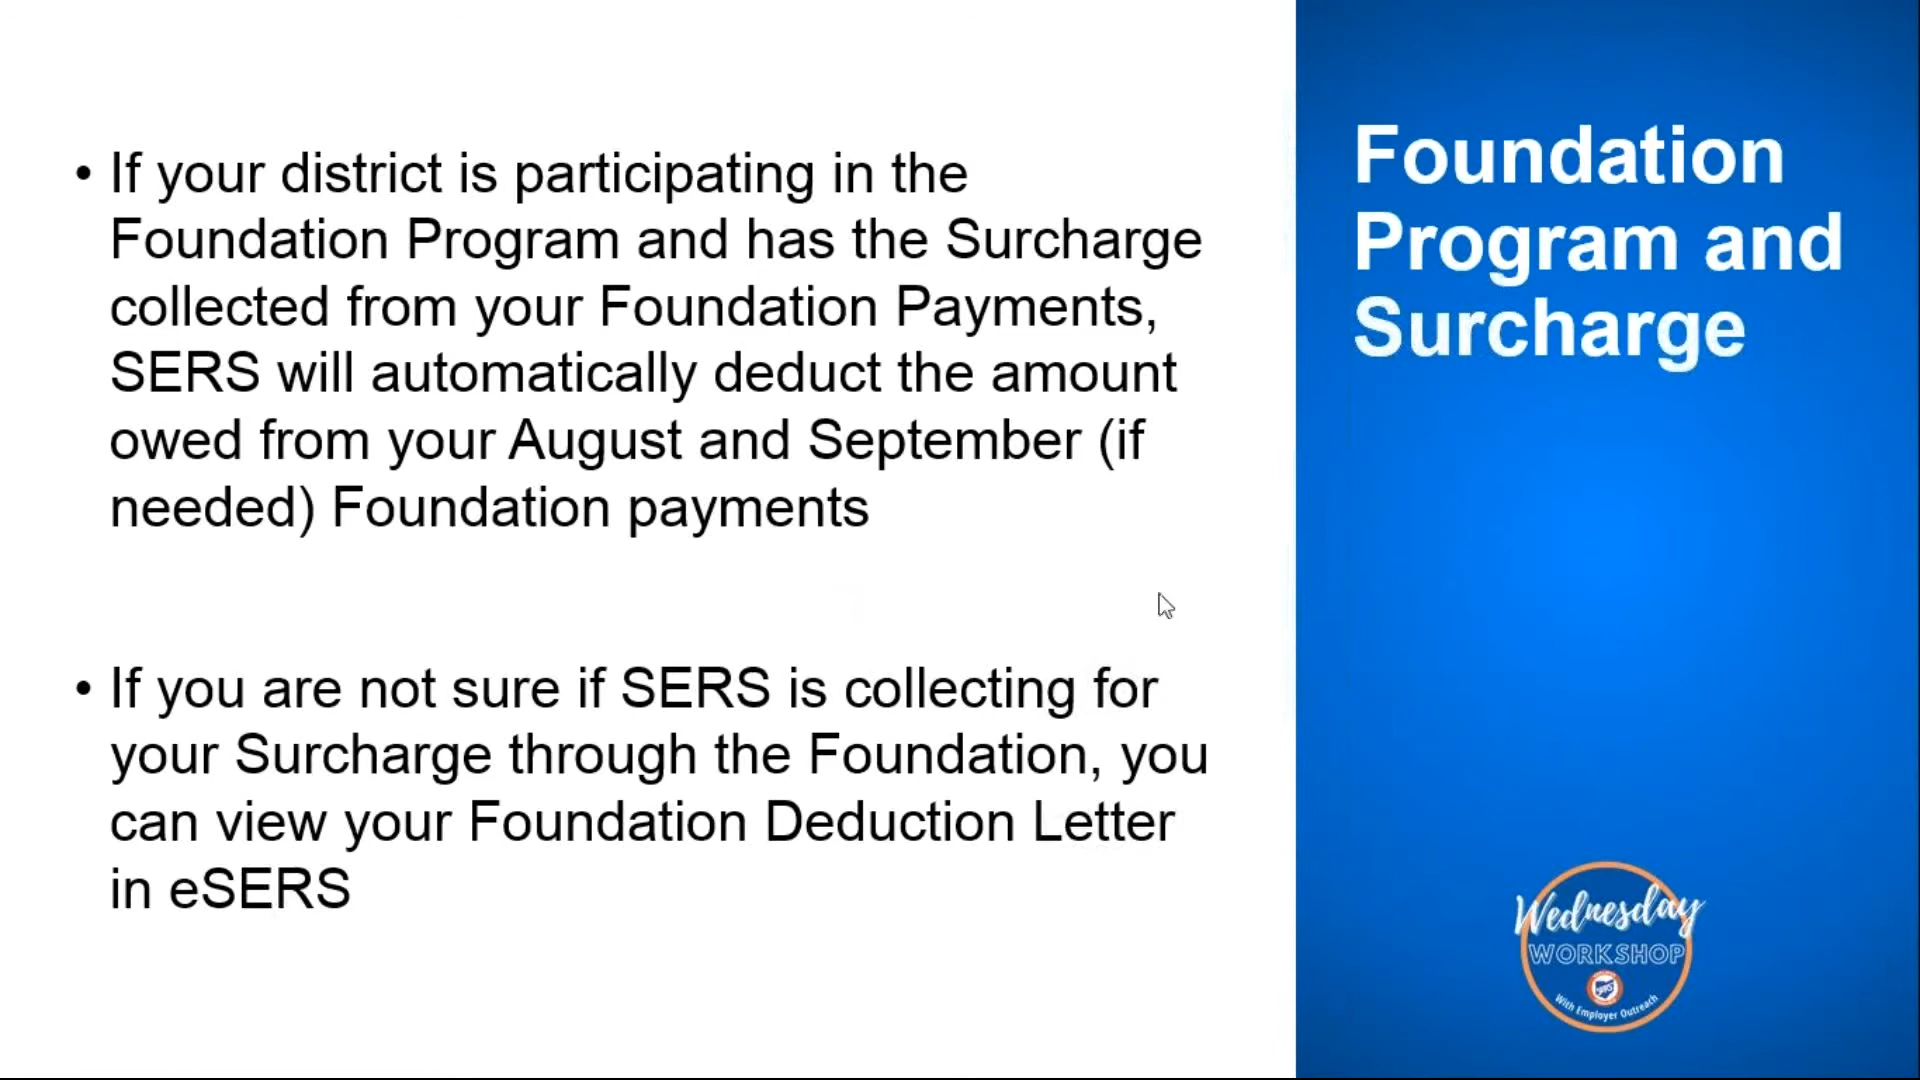 • If your district is participating in the
Foundation Program and has the Surcharge
collected from your Foundation Payments,
SERS will automatically deduct the amount
owed from your August and September (if
needed) Foundation payments
• If you are not sure if SERS is collecting for
your Surcharge through the Foundation, you
can view your Foundation Deduction Letter
in eSERS
Foundation
Program and
Surcharge
Wednesday
WORKSHOP
SERS
With Employer Outreach